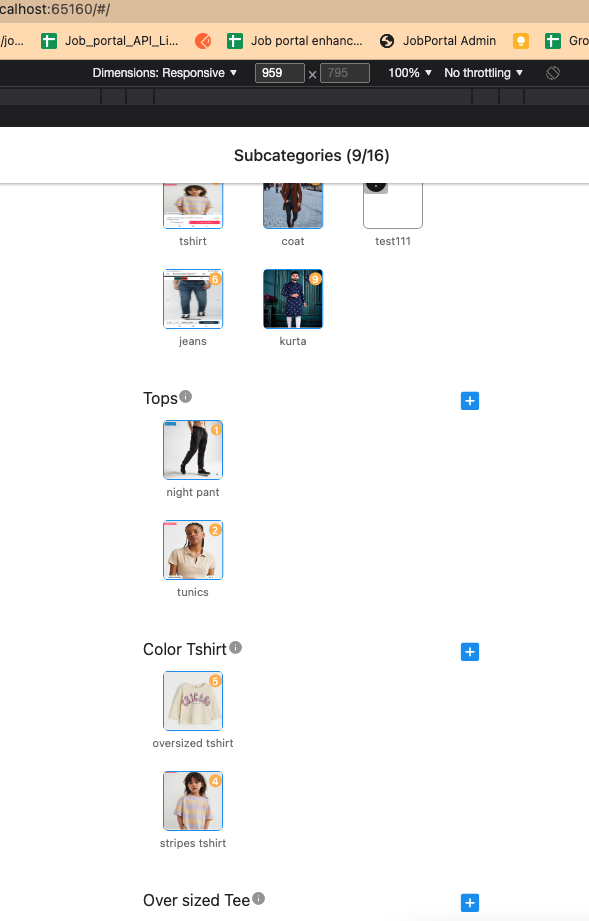 calhost:65160/#/
/jo...
Job_portal_API_Li...
Job portal enhanc...
JobPortal Admin
Gro
Dimensions: Responsive ▼ 959 × 795 100% ▼ No throttling ▼
Subcategories (9/16)
tshirt
coat
test111
6
9
jeans
kurta
Tops
+
1
night pant
2
tunics
Color Tshirt
+
5
CHICAGO
oversized tshirt
4
stripes tshirt
Over sized Tee
+